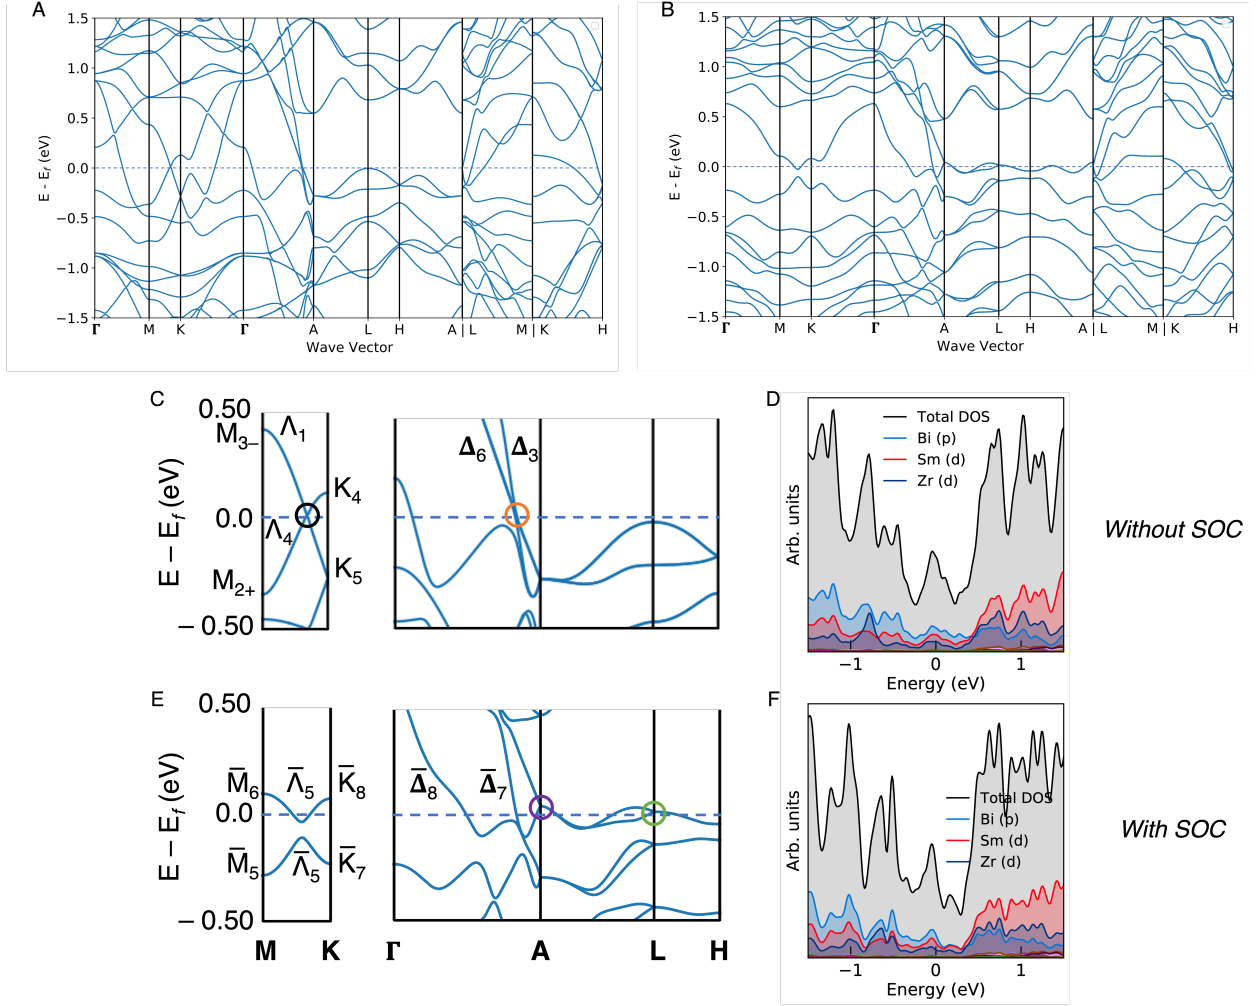 A
1.5
1.0
0.5
0.0
−0.5
−1.0
−1.5
E - E_f (eV)
Γ M K Γ A L H A | L M | K H
Wave Vector
B
1.5
1.0
0.5
0.0
−0.5
−1.0
−1.5
E - E_f (eV)
Γ M K Γ A L H A | L M | K H
Wave Vector
C
0.50
0.0
− 0.50
E − E_f (eV)
M3−
Λ1
K4
Λ4
K5
M2+
Δ6 Δ3
D
Total DOS
Bi (p)
Sm (d)
Zr (d)
Arb. units
−1 0 1
Energy (eV)
Without SOC
E
0.50
0.0
− 0.50
E − E_f (eV)
M̅6 Λ̅5 K̅8
M̅5 Λ̅5 K̅7
Δ̅8 Δ̅7
M K Γ A L H
F
Total DOS
Bi (p)
Sm (d)
Zr (d)
Arb. units
−1 0 1
Energy (eV)
With SOC